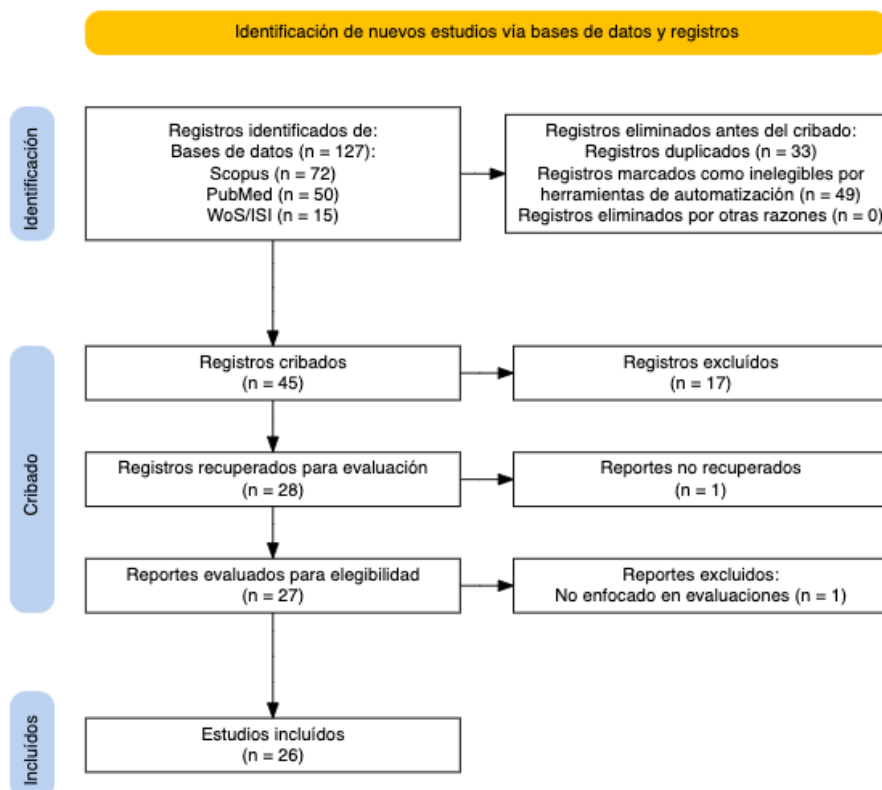 Identificación de nuevos estudios vía bases de datos y registros
Identificación
Registros identificados de:
Bases de datos (n = 127):
Scopus (n = 72)
PubMed (n = 50)
WoS/ISI (n = 15)
Registros eliminados antes del cribado:
Registros duplicados (n = 33)
Registros marcados como inelegibles por
herramientas de automatización (n = 49)
Registros eliminados por otras razones (n = 0)
Cribado
Registros cribados
(n = 45)
Registros excluídos
(n = 17)
Registros recuperados para evaluación
(n = 28)
Reportes no recuperados
(n = 1)
Reportes evaluados para elegibilidad
(n = 27)
Reportes excluidos:
No enfocado en evaluaciones (n = 1)
Incluídos
Estudios incluídos
(n = 26)